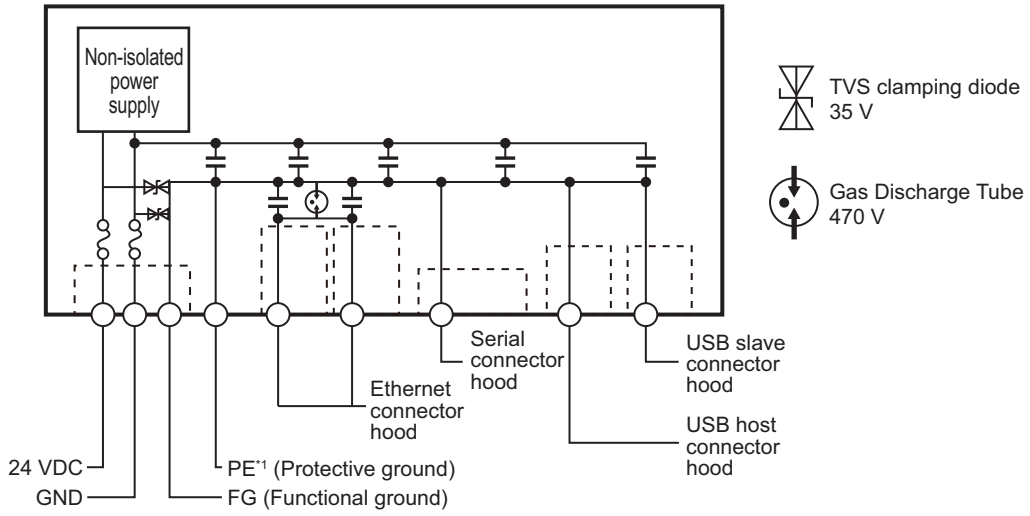 Non-isolated
power
supply
TVS clamping diode
35 V
Gas Discharge Tube
470 V
Serial
connector
hood
USB slave
connector
hood
Ethernet
connector
hood
USB host
connector
hood
24 VDC
PE*1 (Protective ground)
GND
FG (Functional ground)